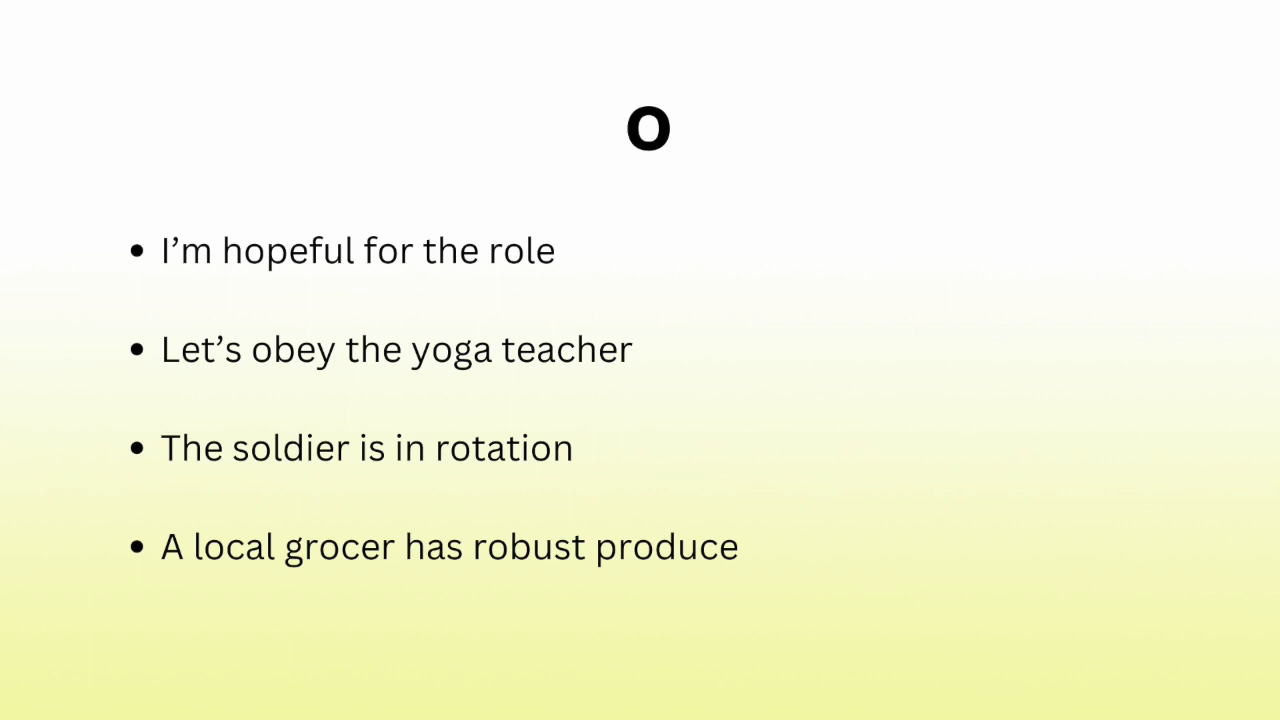 o
• I’m hopeful for the role
• Let’s obey the yoga teacher
• The soldier is in rotation
• A local grocer has robust produce